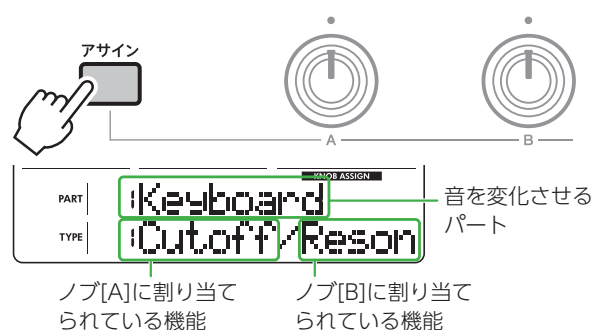 アサイン
A
B
KNOB ASSIGN
PART
1Keyboard
TYPE
1Cutoff/Reson
音を変化させる
パート
ノブ[A]に割り当て
られている機能
ノブ[B]に割り当て
られている機能